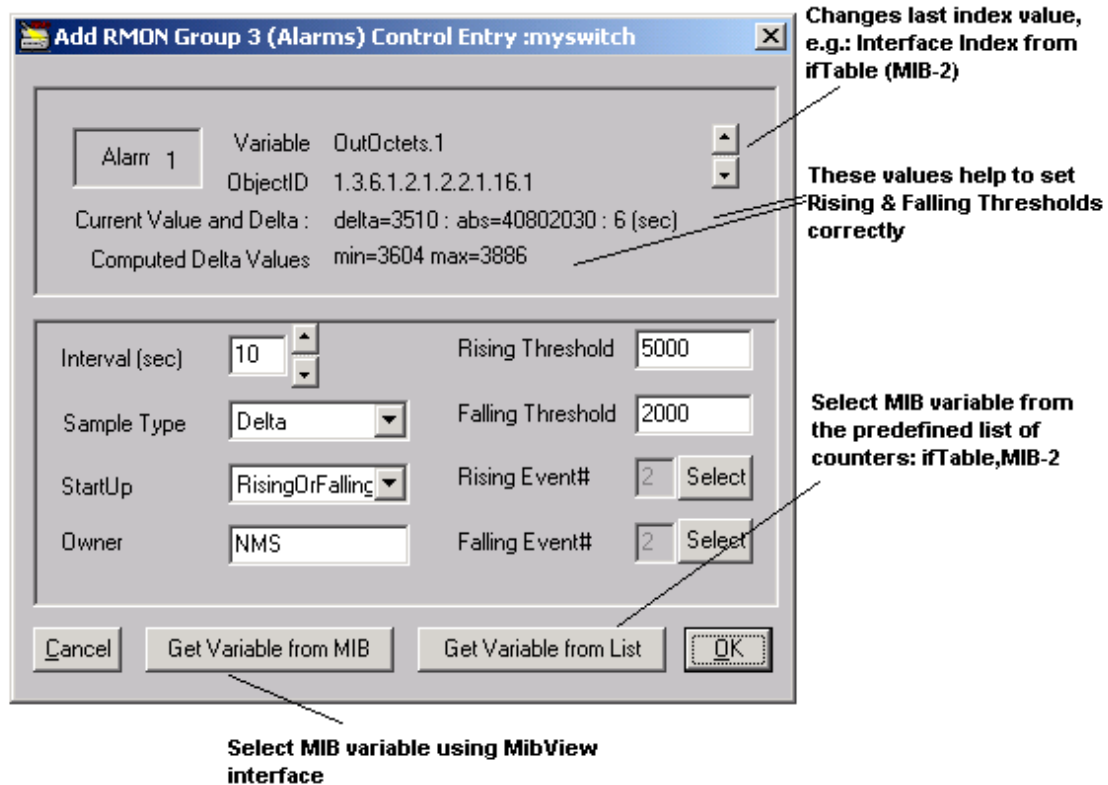 Add RMON Group 3 (Alarms) Control Entry :myswitch
Changes last index value,
e.g.: Interface Index from
ifTable (MIB-2)
Alarm 1
Variable OutOctets.1
ObjectID 1.3.6.1.2.1.2.2.1.16.1
Current Value and Delta : delta=3510 : abs=40802030 : 6 (sec)
Computed Delta Values min=3604 max=3886
These values help to set
Rising & Falling Thresholds
correctly
Interval (sec) 10
Rising Threshold 5000
Sample Type Delta
Falling Threshold 2000
StartUp RisingOrFalling
Rising Event# 2 Select
Owner NMS
Falling Event# 2 Select
Select MIB variable from
the predefined list of
counters: ifTable,MIB-2
Cancel Get Variable from MIB Get Variable from List OK
Select MIB variable using MibView
interface